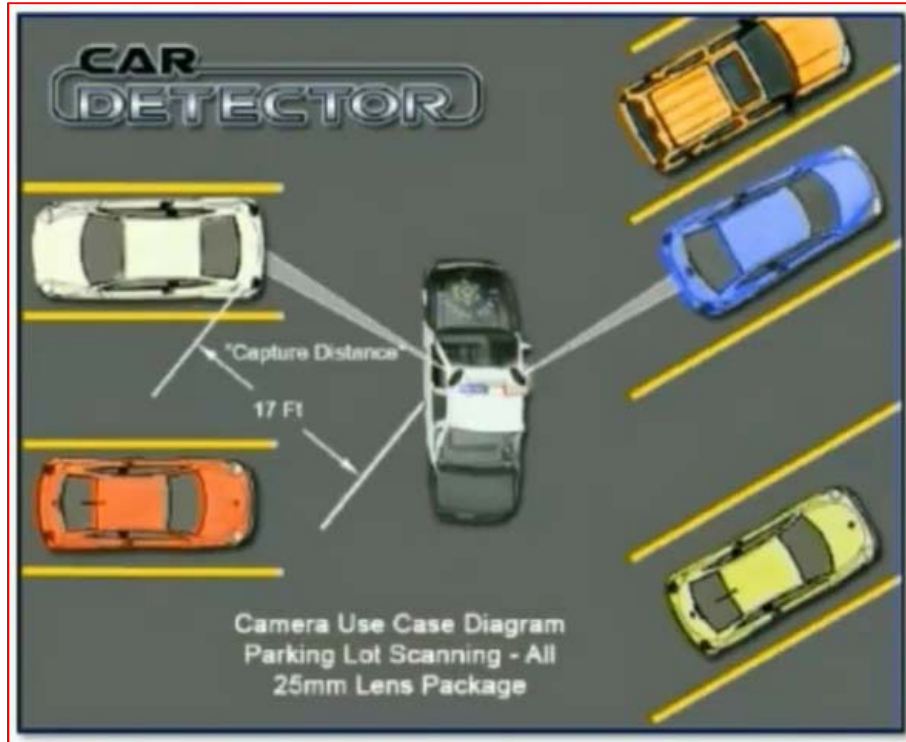 CAR
DETECTOR
"Capture Distance"
17 Ft
Camera Use Case Diagram
Parking Lot Scanning - All
25mm Lens Package